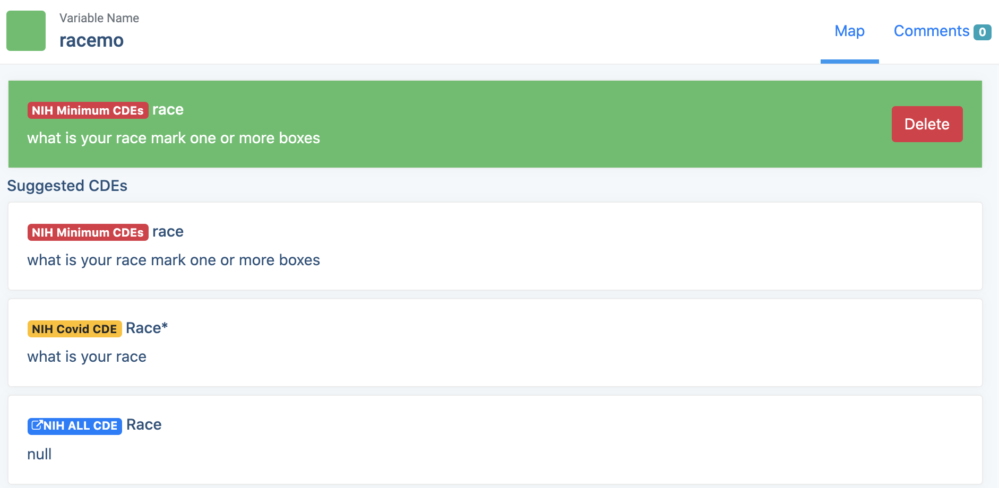 Variable Name
racemo
Map
Comments 0
NIH Minimum CDEs race
what is your race mark one or more boxes
Delete
Suggested CDEs
NIH Minimum CDEs race
what is your race mark one or more boxes
NIH Covid CDE Race*
what is your race
NIH ALL CDE Race
null